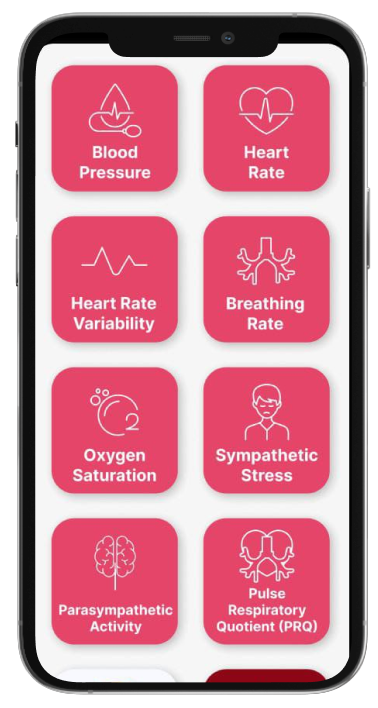 Blood
Pressure
Heart
Rate
Heart Rate
Variability
Breathing
Rate
O2
Oxygen
Saturation
Sympathetic
Stress
Parasympathetic
Activity
Pulse
Respiratory
Quotient (PRQ)